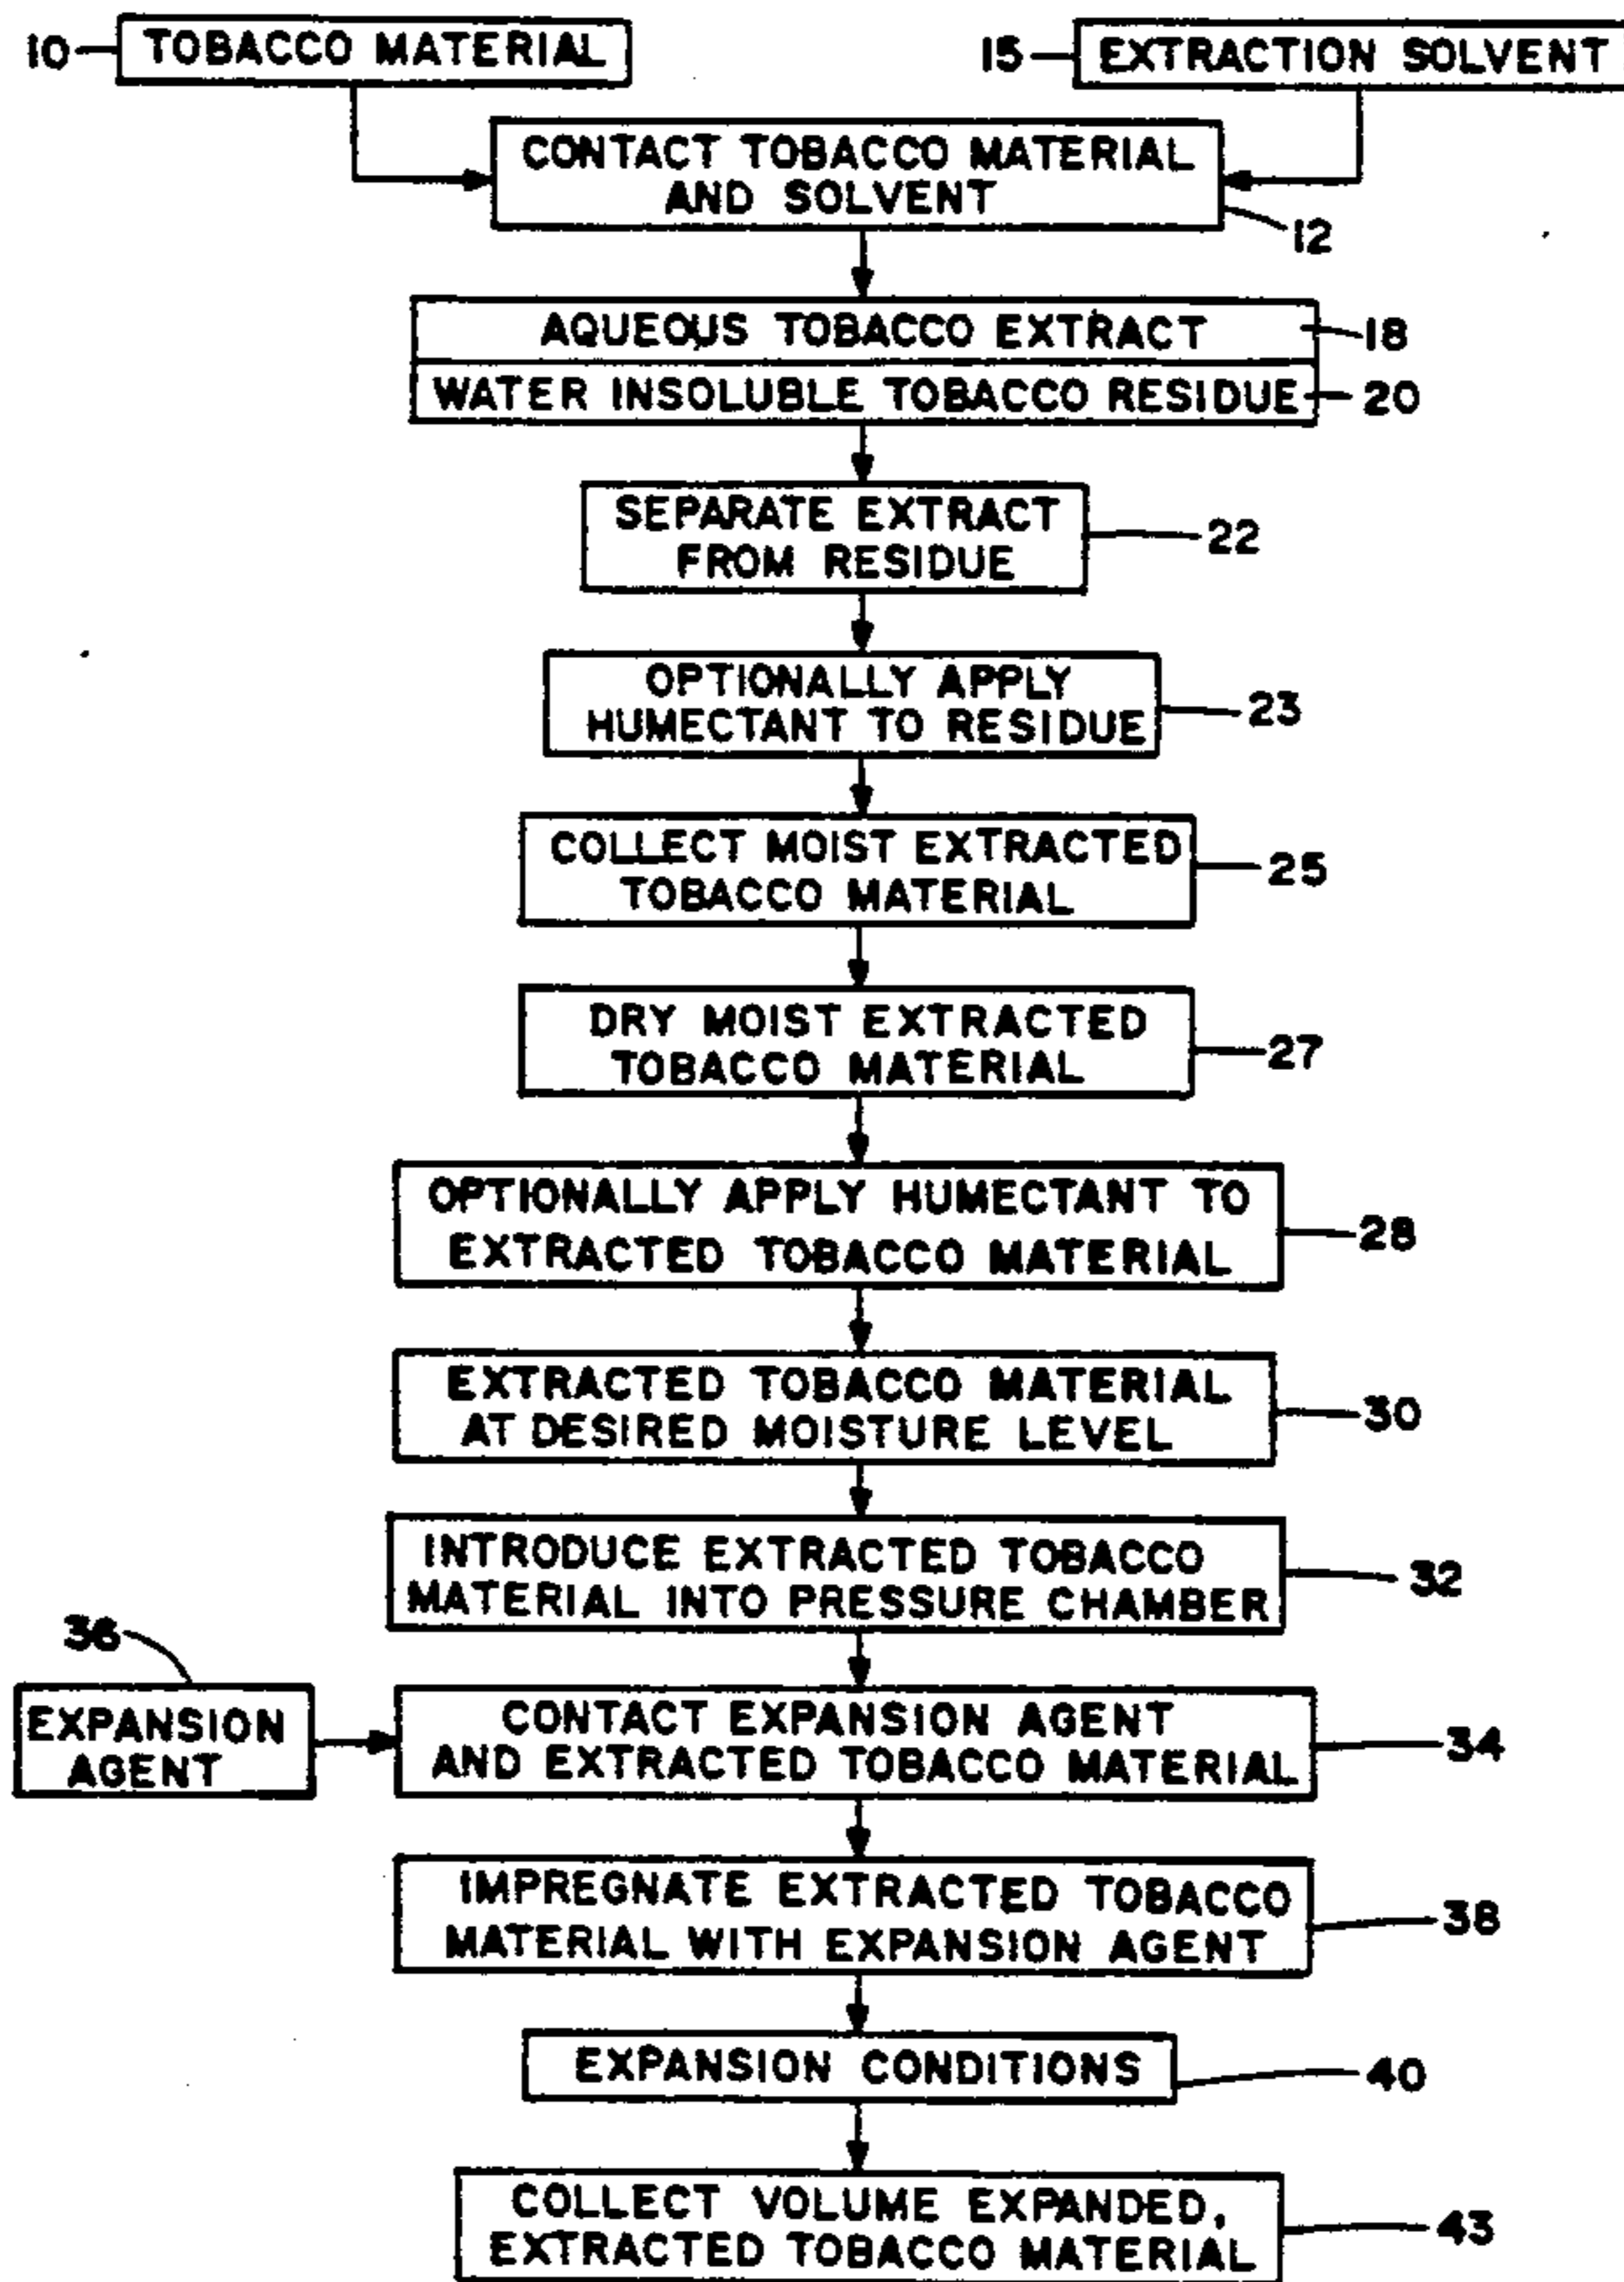 10
TOBACCO MATERIAL
15
EXTRACTION SOLVENT
CONTACT TOBACCO MATERIAL
AND SOLVENT
12
AQUEOUS TOBACCO EXTRACT
18
WATER INSOLUBLE TOBACCO RESIDUE
20
SEPARATE EXTRACT
FROM RESIDUE
22
OPTIONALLY APPLY
HUMECTANT TO RESIDUE
23
COLLECT MOIST EXTRACTED
TOBACCO MATERIAL
25
DRY MOIST EXTRACTED
TOBACCO MATERIAL
27
OPTIONALLY APPLY HUMECTANT TO
EXTRACTED TOBACCO MATERIAL
28
EXTRACTED TOBACCO MATERIAL
AT DESIRED MOISTURE LEVEL
30
INTRODUCE EXTRACTED TOBACCO
MATERIAL INTO PRESSURE CHAMBER
32
36
EXPANSION
AGENT
CONTACT EXPANSION AGENT
AND EXTRACTED TOBACCO MATERIAL
34
IMPREGNATE EXTRACTED TOBACCO
MATERIAL WITH EXPANSION AGENT
38
EXPANSION CONDITIONS
40
COLLECT VOLUME EXPANDED,
EXTRACTED TOBACCO MATERIAL
43